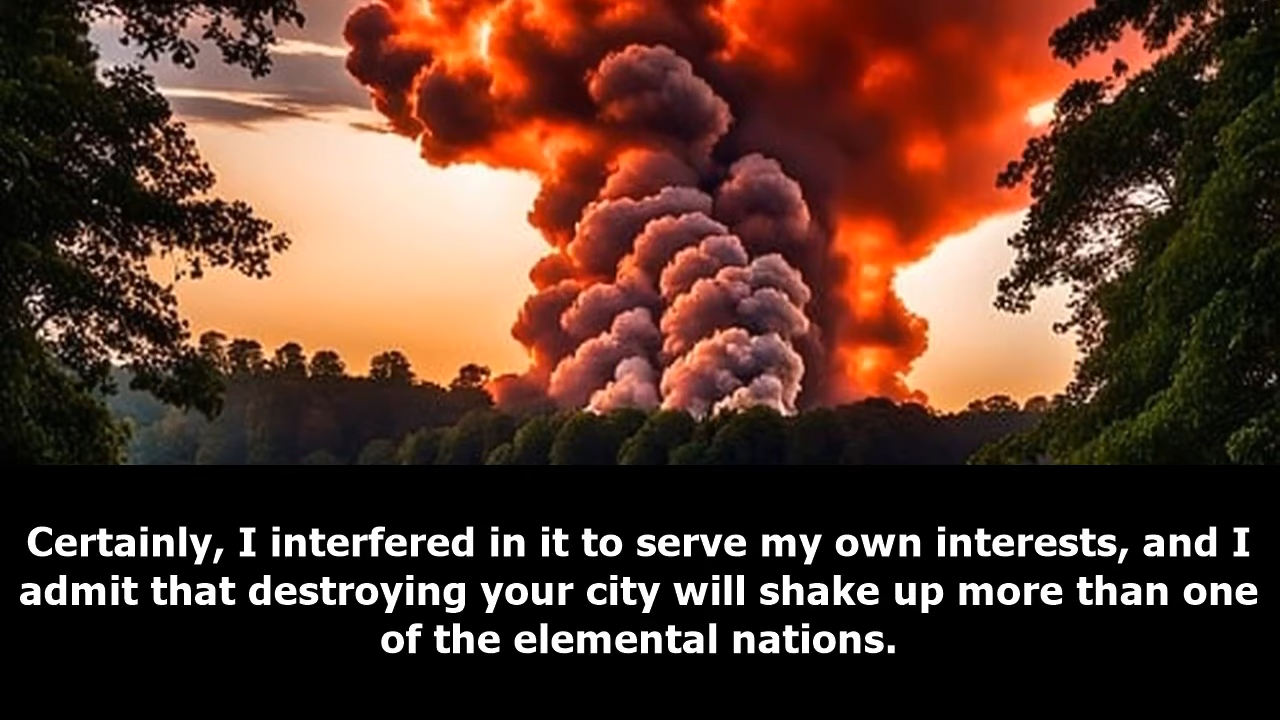 Certainly, I interfered in it to serve my own interests, and I
admit that destroying your city will shake up more than one
of the elemental nations.